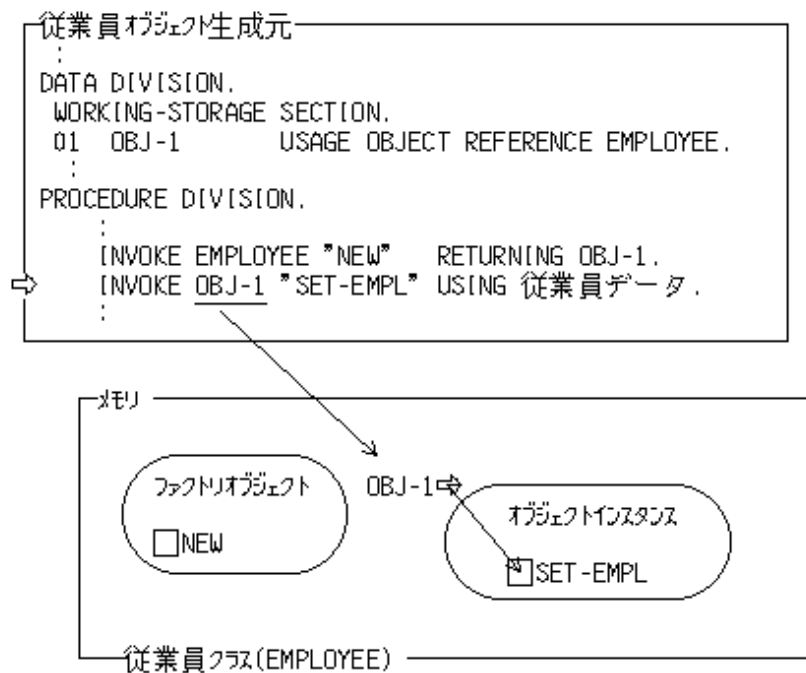 従業員ｵﾌﾞｼﾞｪｸﾄ生成元
:
DATA DIVISION.
WORKING-STORAGE SECTION.
01 OBJ-1 USAGE OBJECT REFERENCE EMPLOYEE.
:
PROCEDURE DIVISION.
:
INVOKE EMPLOYEE "NEW" RETURNING OBJ-1.
⇨ INVOKE OBJ-1 "SET-EMPL" USING 従業員データ.
:
ﾒﾓﾘ
ﾌｧｸﾄﾘｵﾌﾞｼﾞｪｸﾄ
□NEW
OBJ-1⇨
ｵﾌﾞｼﾞｪｸﾄｲﾝｽﾀﾝｽ
□SET-EMPL
従業員ｸﾗｽ(EMPLOYEE)